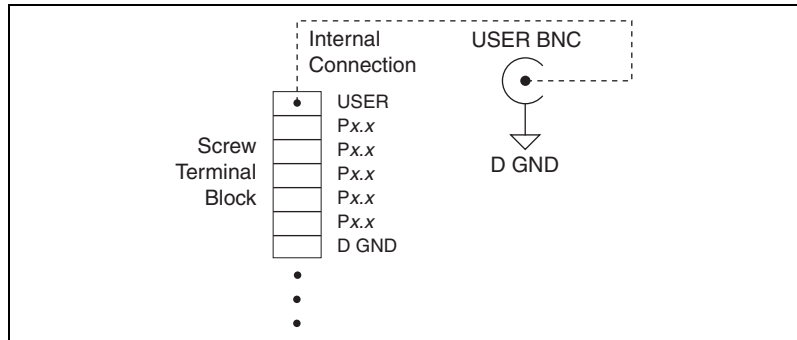 Internal
Connection
USER BNC
D GND
Screw
Terminal
Block
USER
Px.x
Px.x
Px.x
Px.x
Px.x
D GND